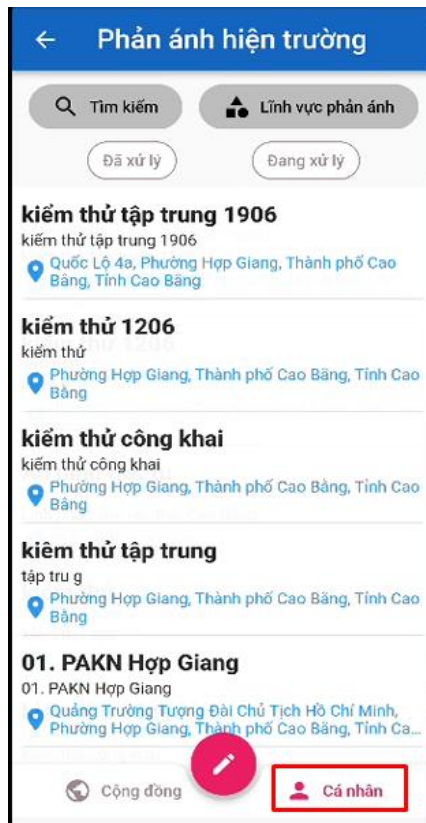 Phản ánh hiện trường
Tìm kiếm
Lĩnh vực phản ánh
Đã xử lý
Đang xử lý
kiểm thử tập trung 1906
kiểm thử tập trung 1906
Quốc Lộ 4a, Phường Hợp Giang, Thành phố Cao
Bằng, Tỉnh Cao Bằng
kiểm thử 1206
kiểm thử
Phường Hợp Giang, Thành phố Cao Bằng, Tỉnh Cao
Bằng
kiểm thử công khai
kiểm thử công khai
Phường Hợp Giang, Thành phố Cao Bằng, Tỉnh Cao
Bằng
kiêm thử tập trung
tập tru g
Phường Hợp Giang, Thành phố Cao Bằng, Tỉnh Cao
Bằng
01. PAKN Hợp Giang
01. PAKN Hợp Giang
Quảng Trường Tượng Đài Chủ Tịch Hồ Chí Minh,
Phường Hợp Giang, Thành phố Cao Bằng, Tỉnh Ca...
Cộng đồng
Cá nhân